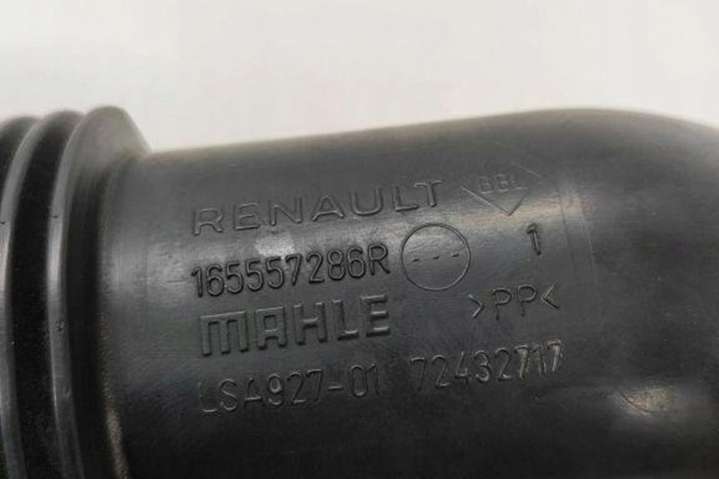 RENAULT
165557286R 1
MAHLE >PP<
LSA927-01 72432717